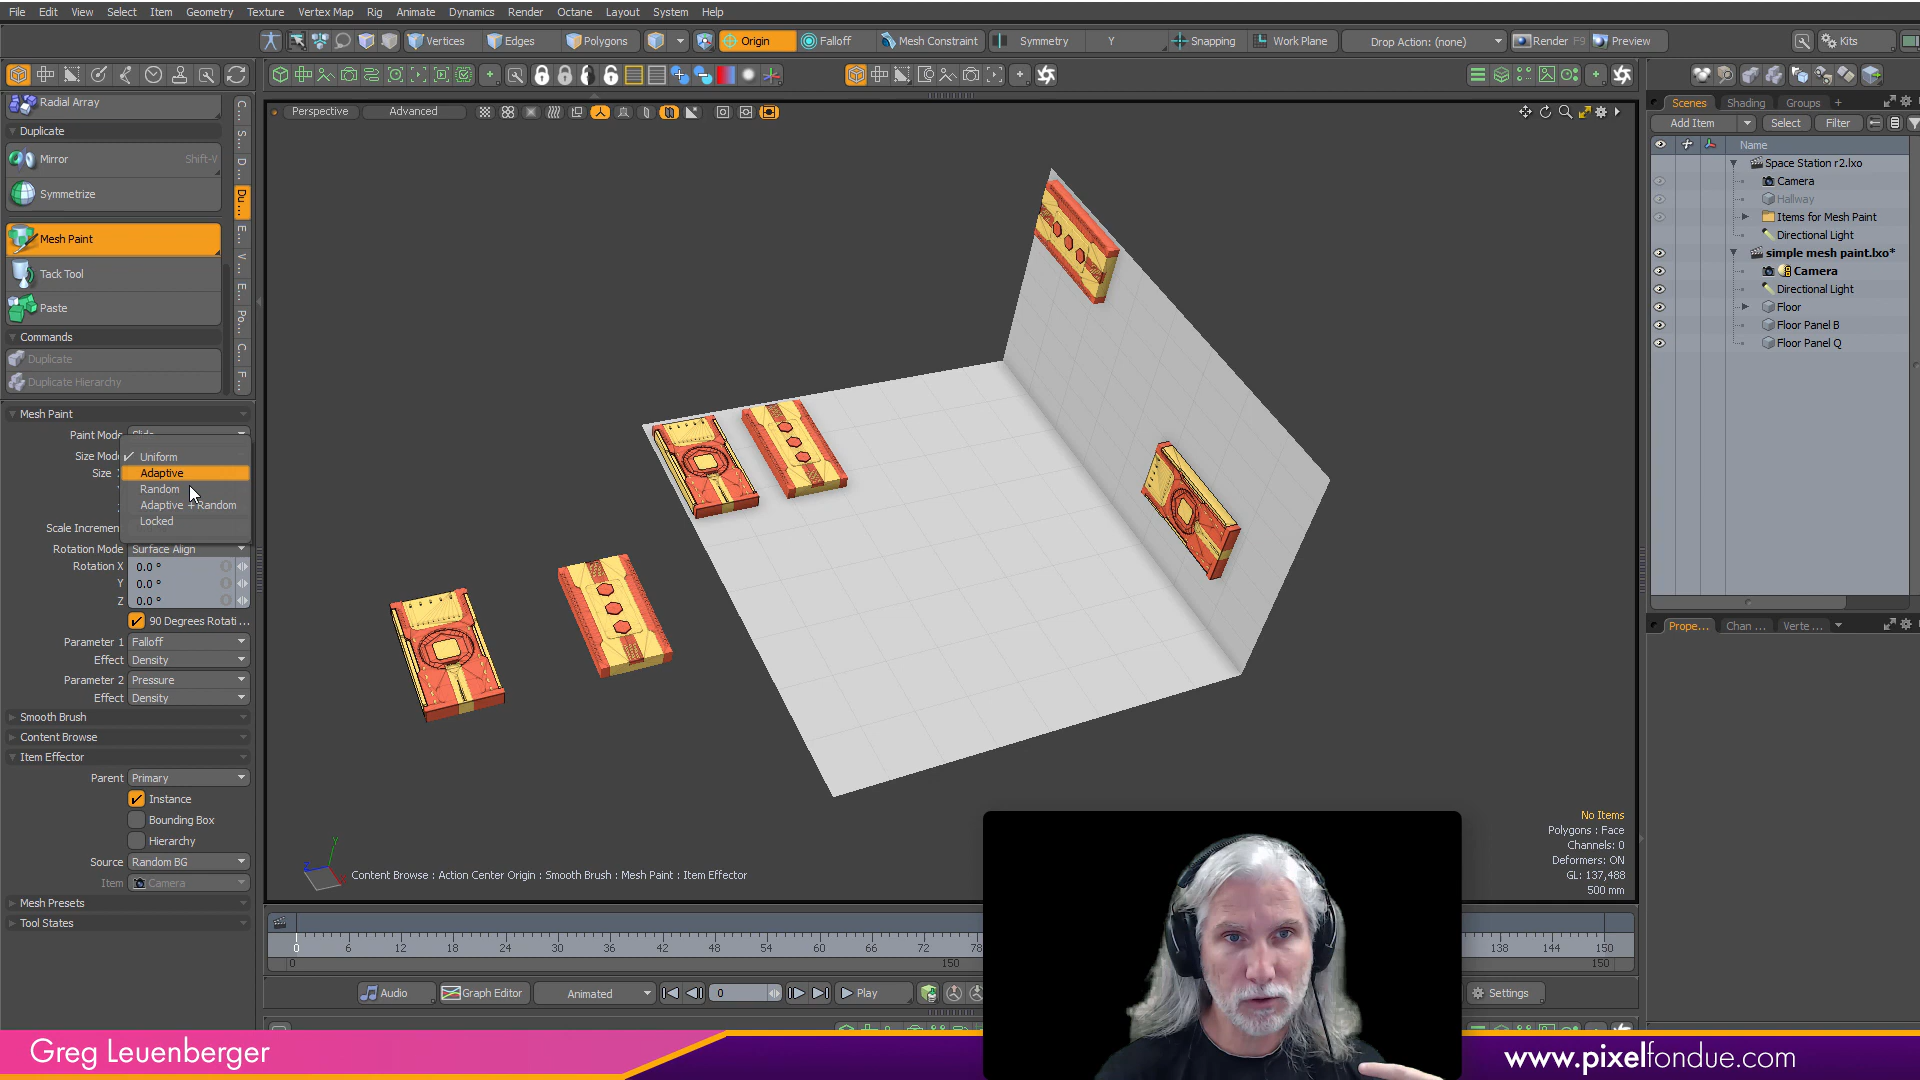 File Edit View Select Item Geometry Texture Vertex Map Rig Animate Dynamics Render Octane Layout System Help
Vertices Edges Polygons Origin Falloff Mesh Constraint Symmetry Y Snapping Work Plane Drop Action: (none) Render F9 Preview Kits
Radial Array
Duplicate
Mirror Shift-V
Symmetrize
Mesh Paint
Tack Tool
Paste
Commands
Duplicate
Duplicate Hierarchy
C...
S...
D...
Du...
E...
V...
E...
Po...
C...
F...
Mesh Paint
Paint Mode Slide
Size Mode
Uniform
Size
Adaptive
Random
Adaptive + Random
Locked
Scale Increment
Rotation Mode Surface Align
Rotation X 0.0 °
Y 0.0 °
Z 0.0 °
90 Degrees Rotati ...
Parameter 1 Falloff
Effect Density
Parameter 2 Pressure
Effect Density
Smooth Brush
Content Browse
Item Effector
Parent Primary
Instance
Bounding Box
Hierarchy
Source Random BG
Item Camera
Mesh Presets
Tool States
Perspective Advanced
Content Browse : Action Center Origin : Smooth Brush : Mesh Paint : Item Effector
No Items
Polygons : Face
Channels: 0
Deformers: ON
GL: 137,488
500 mm
Scenes Shading Groups +
Add Item Select Filter
Name
Space Station r2.lxo
Camera
Hallway
Items for Mesh Paint
Directional Light
simple mesh paint.lxo*
Camera
Directional Light
Floor
Floor Panel B
Floor Panel Q
Prope... Chan ... Verte ...
0 6 12 18 24 30 36 42 48 54 60 66 72 78 138 144 150
0 150 150
Audio Graph Editor Animated 0 Play Settings
Greg Leuenberger
www.pixelfondue.com